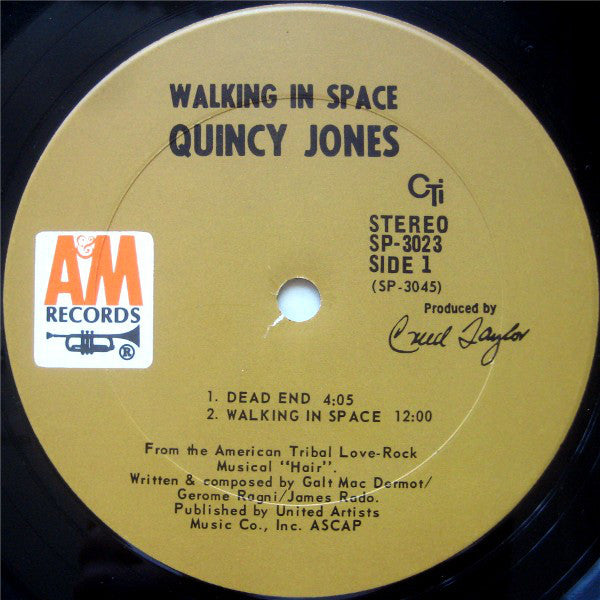 WALKING IN SPACE
QUINCY JONES
CTi
STEREO
SP-3023
SIDE 1
(SP-3045)
A&M
RECORDS
®
Produced by
Creed Taylor
1. DEAD END 4:05
2. WALKING IN SPACE 12:00
From the American Tribal Love-Rock
Musical "Hair".
Written & composed by Galt Mac Dermot/
Gerome Ragni/James Rado.
Published by United Artists
Music Co., Inc. ASCAP